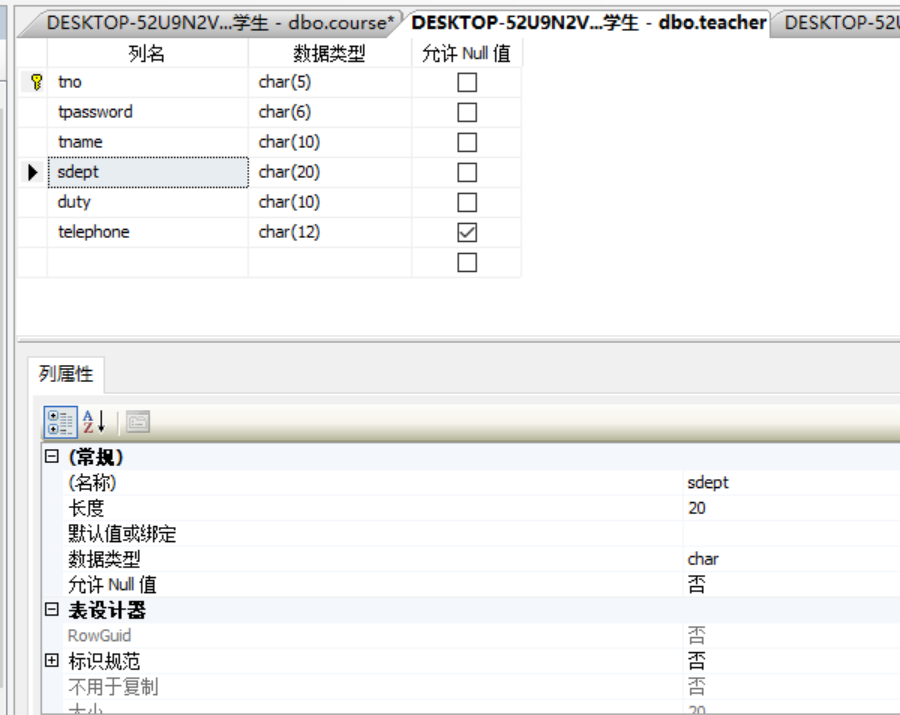 DESKTOP-52U9N2V...学生 - dbo.course* DESKTOP-52U9N2V...学生 - dbo.teacher DESKTOP-52U
列名 数据类型 允许 Null 值
tno char(5)
tpassword char(6)
tname char(10)
sdept char(20)
duty char(10)
telephone char(12)
列属性
(常规)
(名称) sdept
长度 20
默认值或绑定
数据类型 char
允许 Null 值 否
表设计器
RowGuid 否
标识规范 否
不用于复制 否
大小 20